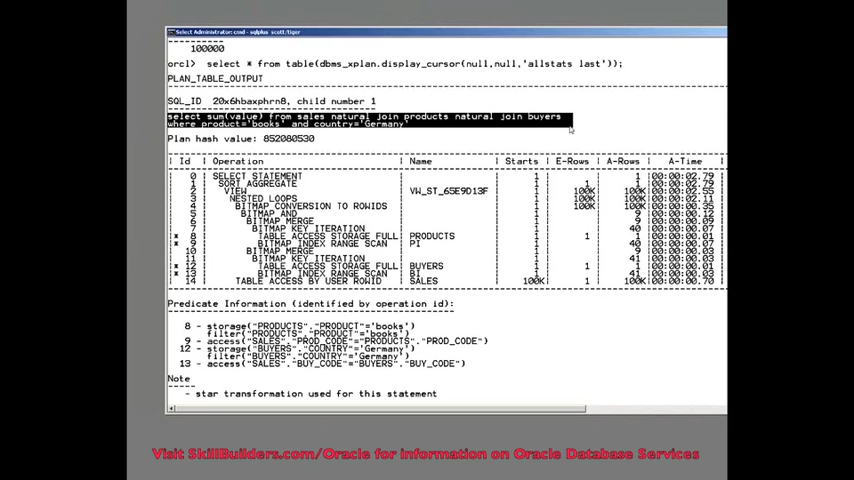 Select Administrator: cmd - sqlplus scott/tiger
----------
100000
orcl> select * from table(dbms_xplan.display_cursor(null,null,'allstats last'));
PLAN_TABLE_OUTPUT
SQL_ID 20x6hbaxphrn8, child number 1
select sum(value) from sales natural join products natural join buyers
where product='books' and country='Germany'
Plan hash value: 852080530
| Id | Operation | Name | Starts | E-Rows | A-Rows | A-Time |
| 0 | SELECT STATEMENT | | 1 | | 1 |00:00:02.79 |
| 1 | SORT AGGREGATE | | 1 | 1 | 1 |00:00:02.79 |
| 2 | VIEW | VW_ST_65E9D13F | 1 | 100K| 100K|00:00:02.55 |
| 3 | NESTED LOOPS | | 1 | 100K| 100K|00:00:02.11 |
| 4 | BITMAP CONVERSION TO ROWIDS | | 1 | 100K| 100K|00:00:00.35 |
| 5 | BITMAP AND | | 1 | | 9 |00:00:00.12 |
| 6 | BITMAP MERGE | | 1 | | 9 |00:00:00.09 |
| 7 | BITMAP KEY ITERATION | | 1 | | 40 |00:00:00.07 |
|* 8 | TABLE ACCESS STORAGE FULL| PRODUCTS | 1 | 1 | 1 |00:00:00.01 |
|* 9 | BITMAP INDEX RANGE SCAN | PI | 1 | | 40 |00:00:00.07 |
| 10 | BITMAP MERGE | | 1 | | 9 |00:00:00.03 |
| 11 | BITMAP KEY ITERATION | | 1 | | 41 |00:00:00.03 |
|* 12 | TABLE ACCESS STORAGE FULL| BUYERS | 1 | 1 | 1 |00:00:00.01 |
|* 13 | BITMAP INDEX RANGE SCAN | BI | 1 | | 41 |00:00:00.03 |
| 14 | TABLE ACCESS BY USER ROWID | SALES | 100K| 1 | 100K|00:00:00.70 |
Predicate Information (identified by operation id):
8 - storage("PRODUCTS"."PRODUCT"='books')
filter("PRODUCTS"."PRODUCT"='books')
9 - access("SALES"."PROD_CODE"="PRODUCTS"."PROD_CODE")
12 - storage("BUYERS"."COUNTRY"='Germany')
filter("BUYERS"."COUNTRY"='Germany')
13 - access("SALES"."BUY_CODE"="BUYERS"."BUY_CODE")
Note
-----
- star transformation used for this statement
Visit SkillBuilders.com/Oracle for information on Oracle Database Services